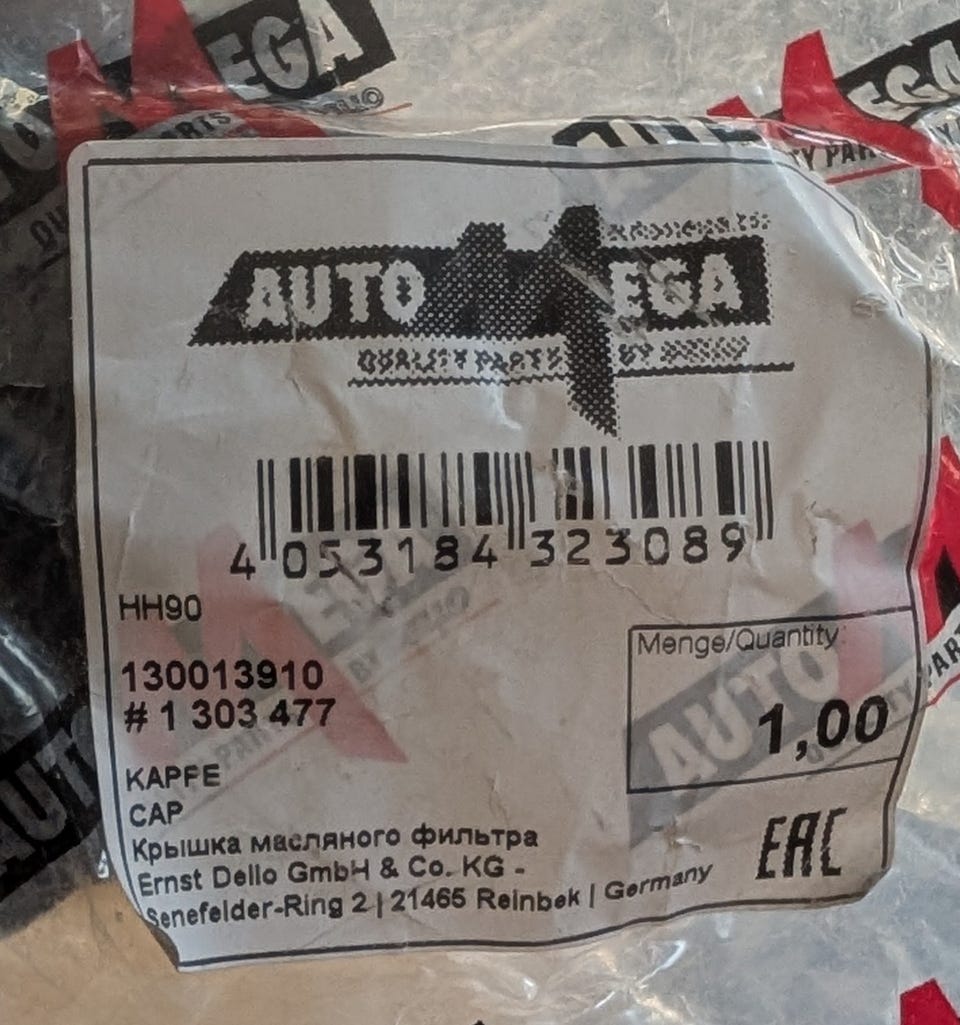 AUTO MEGA
QUALITY PARTS BY DELLO
4 053184 323089
HH90
130013910
# 1 303 477
Menge/Quantity:
1,00
KAPPE
CAP
Крышка масляного фильтра
Ernst Dello GmbH & Co. KG -
Senefelder-Ring 2 | 21465 Reinbek | Germany
EAC